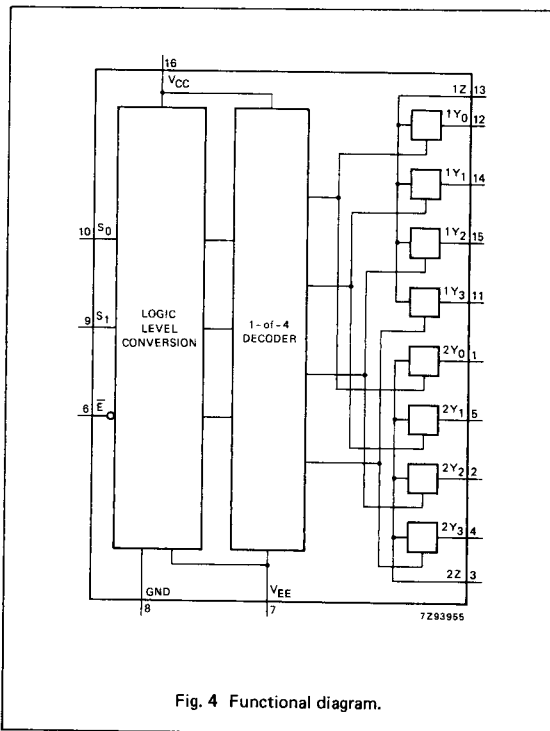 16
VCC
1Z 13
1Y0 12
1Y1 14
10 S0
1Y2 15
9 S1
LOGIC
LEVEL
CONVERSION
1-of-4
DECODER
1Y3 11
2Y0 1
6 E̅
2Y1 5
2Y2 2
2Y3 4
2Z 3
GND
8
VEE
7
7Z93955
Fig. 4 Functional diagram.